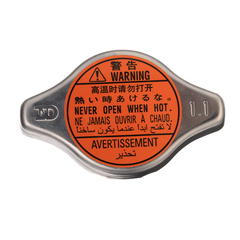 警告
WARNING
高温时请勿打开
熱い時あけるな。
NEVER OPEN WHEN HOT.
NE JAMAIS OUVRIR À CHAUD.
لا تفتح أبدا عندما يكون ساخنا
AVERTISSEMENT
تحذير
1.1